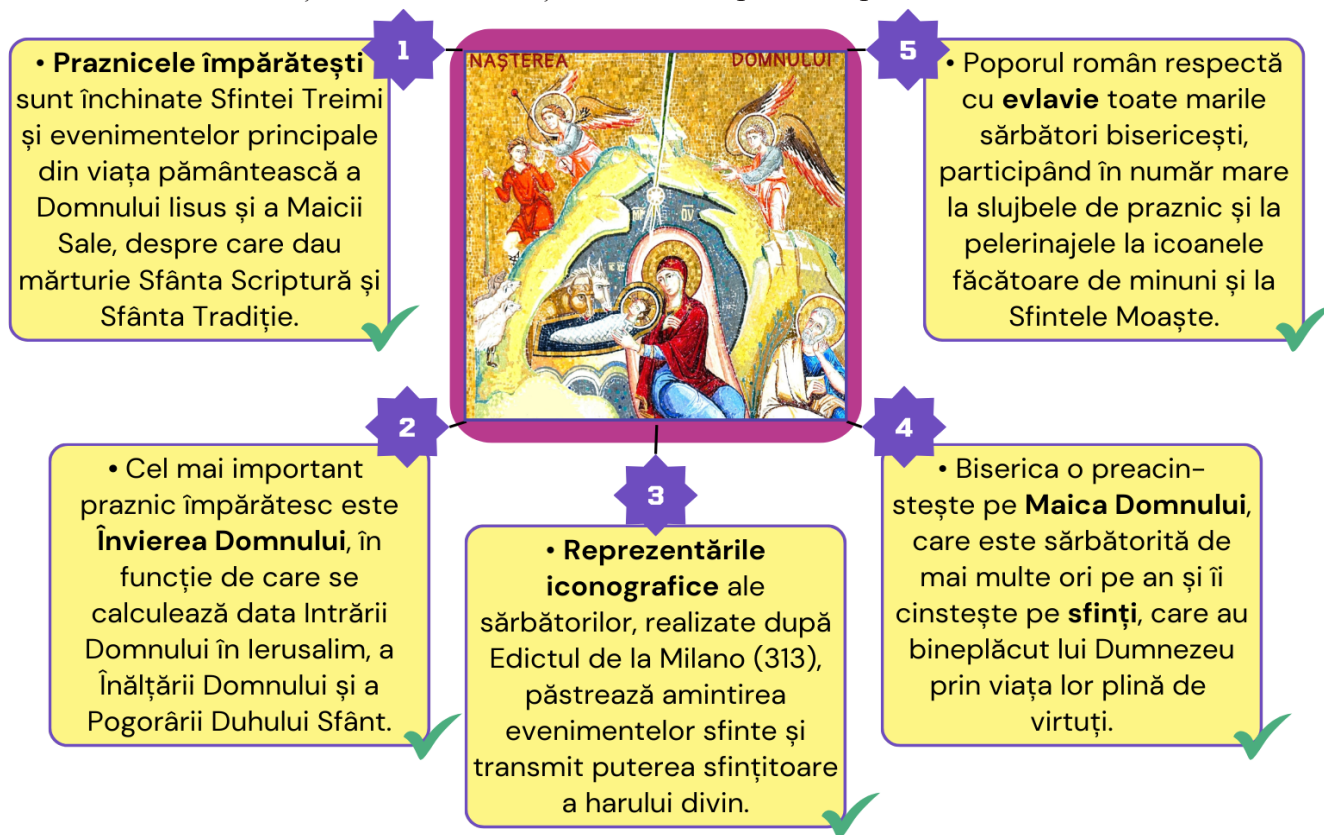 1
• Praznicele împărătești
sunt închinate Sfintei Treimi
și evenimentelor principale
din viața pământească a
Domnului Iisus și a Maicii
Sale, despre care dau
mărturie Sfânta Scriptură și
Sfânta Tradiție.
NAȘTEREA DOMNULUI
ΜΡ ΘΥ
5
• Poporul român respectă
cu evlavie toate marile
sărbători bisericești,
participând în număr mare
la slujbele de praznic și la
pelerinajele la icoanele
făcătoare de minuni și la
Sfintele Moaște.
2
• Cel mai important
praznic împărătesc este
Învierea Domnului, în
funcție de care se
calculează data Intrării
Domnului în Ierusalim, a
Înălțării Domnului și a
Pogorârii Duhului Sfânt.
3
• Reprezentările
iconografice ale
sărbătorilor, realizate după
Edictul de la Milano (313),
păstrează amintirea
evenimentelor sfinte și
transmit puterea sfințitoare
a harului divin.
4
• Biserica o preacin-
stește pe Maica Domnului,
care este sărbătorită de
mai multe ori pe an și îi
cinstește pe sfinți, care au
bineplăcut lui Dumnezeu
prin viața lor plină de
virtuți.